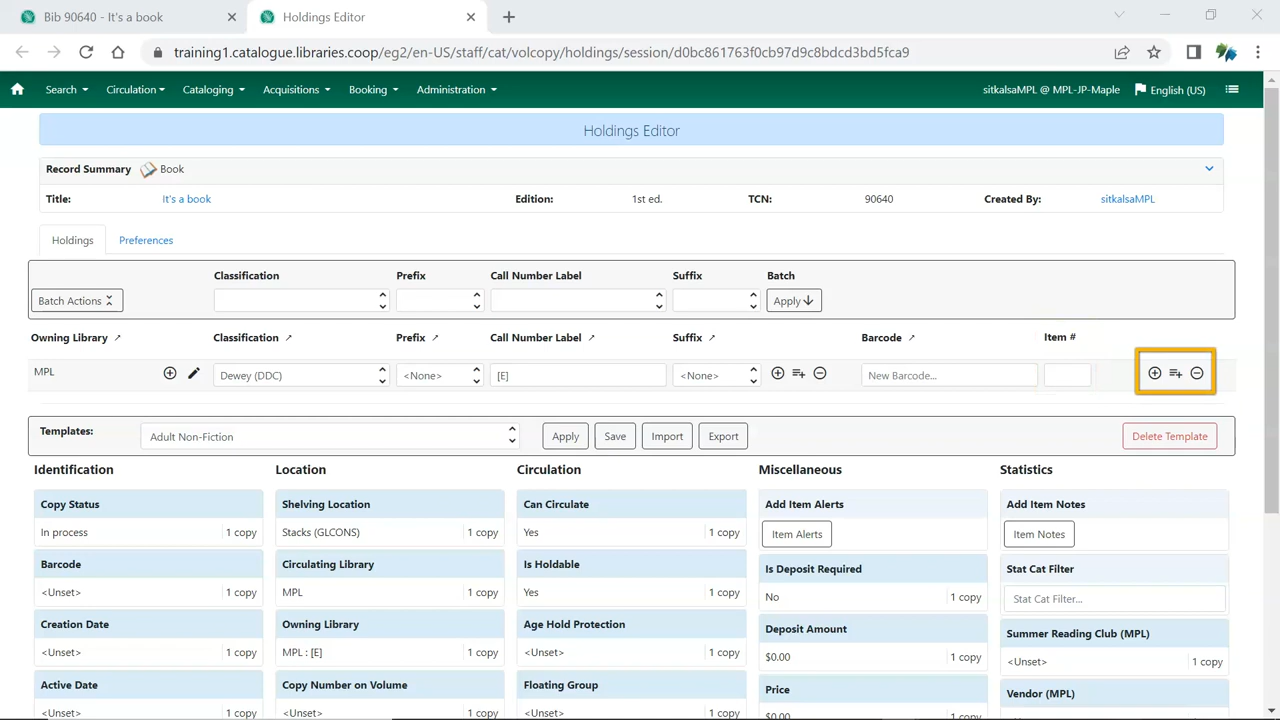 Bib 90640 - It's a book
Holdings Editor
training1.catalogue.libraries.coop/eg2/en-US/staff/cat/volcopy/holdings/session/d0bc861763f0cb97d9c8bdcd3bd5fca9
Search Circulation Cataloging Acquisitions Booking Administration sitkalsaMPL @ MPL-JP-Maple English (US)
Holdings Editor
Record Summary Book
Title: It's a book Edition: 1st ed. TCN: 90640 Created By: sitkalsaMPL
Holdings Preferences
Classification Prefix Call Number Label Suffix Batch
Batch Actions Apply
Owning Library Classification Prefix Call Number Label Suffix Barcode Item #
MPL Dewey (DDC) <None> [E] <None> New Barcode...
Templates: Adult Non-Fiction Apply Save Import Export Delete Template
Identification Location Circulation Miscellaneous Statistics
Copy Status Shelving Location Can Circulate Add Item Alerts Add Item Notes
In process 1 copy Stacks (GLCONS) 1 copy Yes 1 copy Item Alerts Item Notes
Barcode Circulating Library Is Holdable Is Deposit Required Stat Cat Filter
<Unset> 1 copy MPL 1 copy Yes 1 copy No 1 copy Stat Cat Filter...
Creation Date Owning Library Age Hold Protection Deposit Amount Summer Reading Club (MPL)
<Unset> 1 copy MPL : [E] 1 copy <Unset> 1 copy $0.00 1 copy <Unset> 1 copy
Active Date Copy Number on Volume Floating Group Price Vendor (MPL)
<Unset> 1 copy <Unset> 1 copy <Unset> 1 copy $0.00 1 copy <Unset> 1 copy